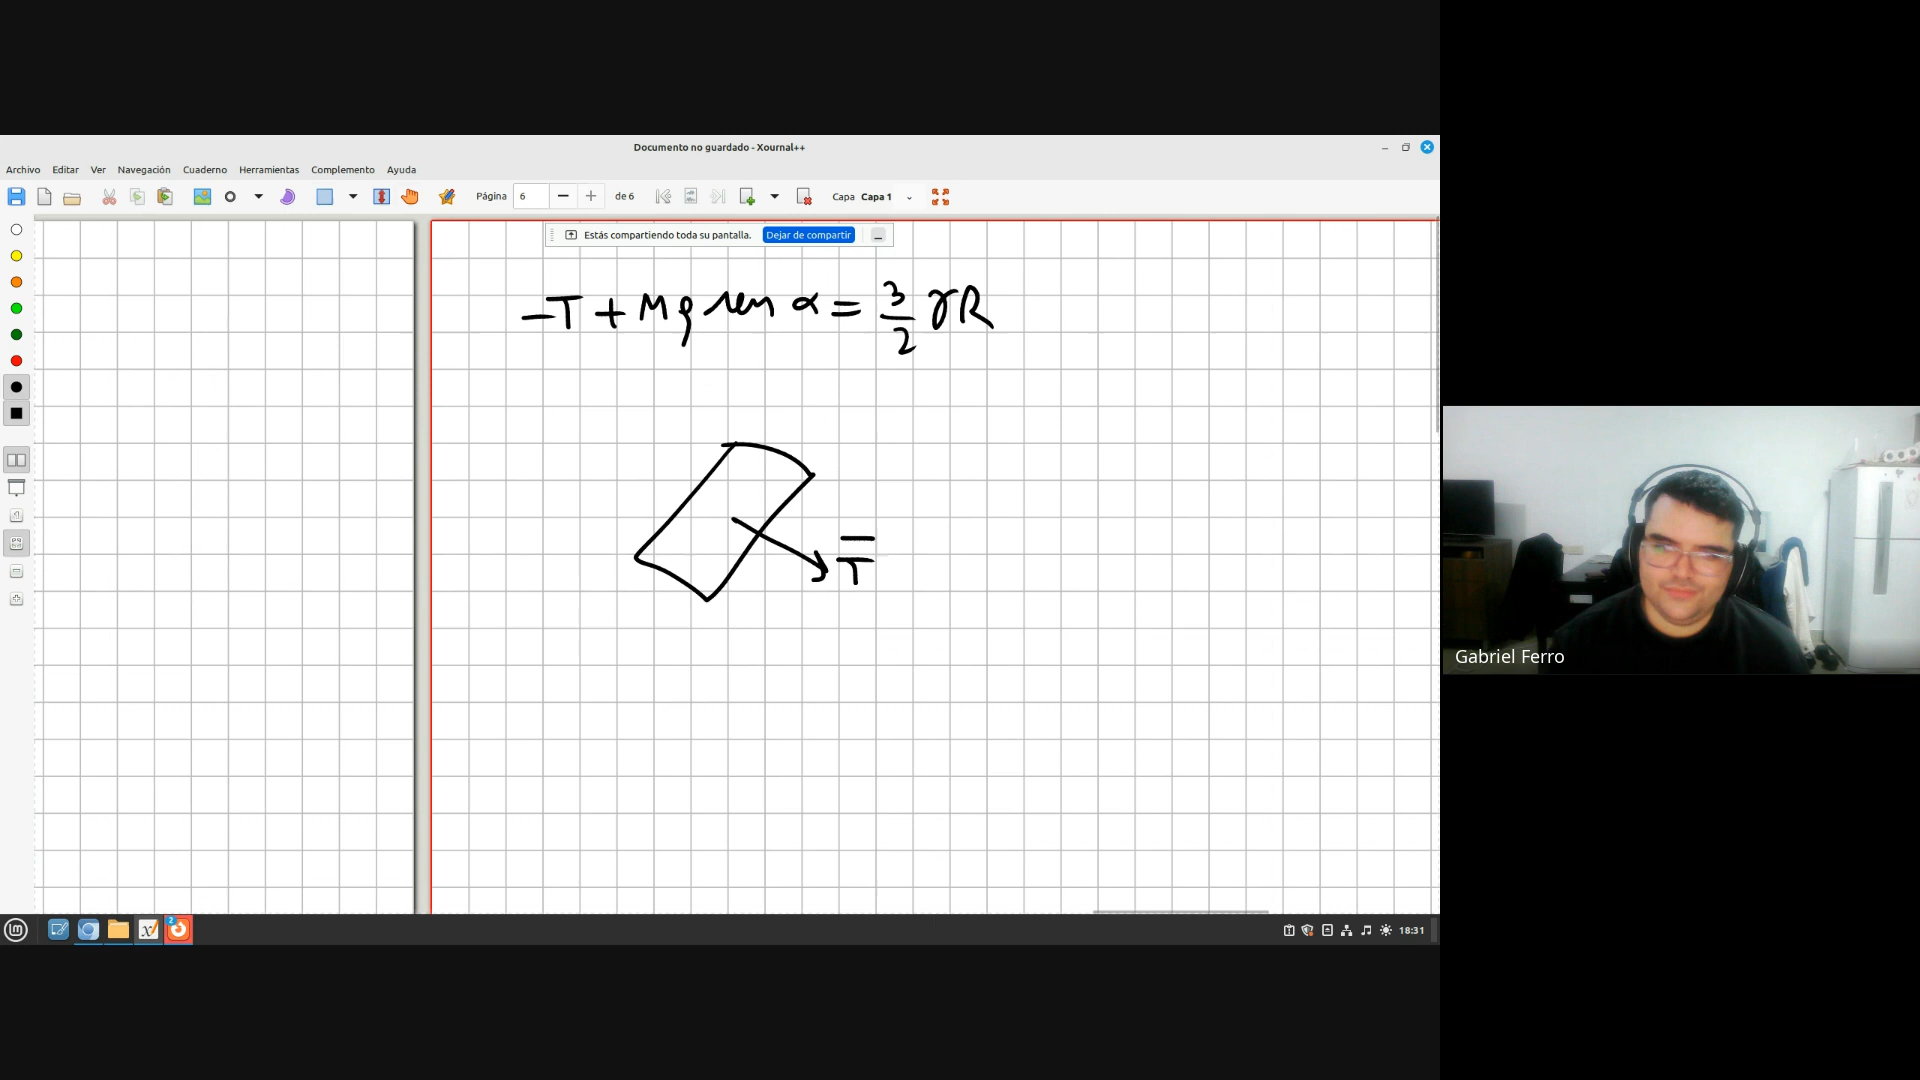 Documento no guardado - Xournal++
Archivo Editar Ver Navegación Cuaderno Herramientas Complemento Ayuda
Página 6 de 6 Capa Capa 1
Estás compartiendo toda su pantalla. Dejar de compartir
-T + Mg sen α = 3/2 γR
T
Gabriel Ferro
2
18:31